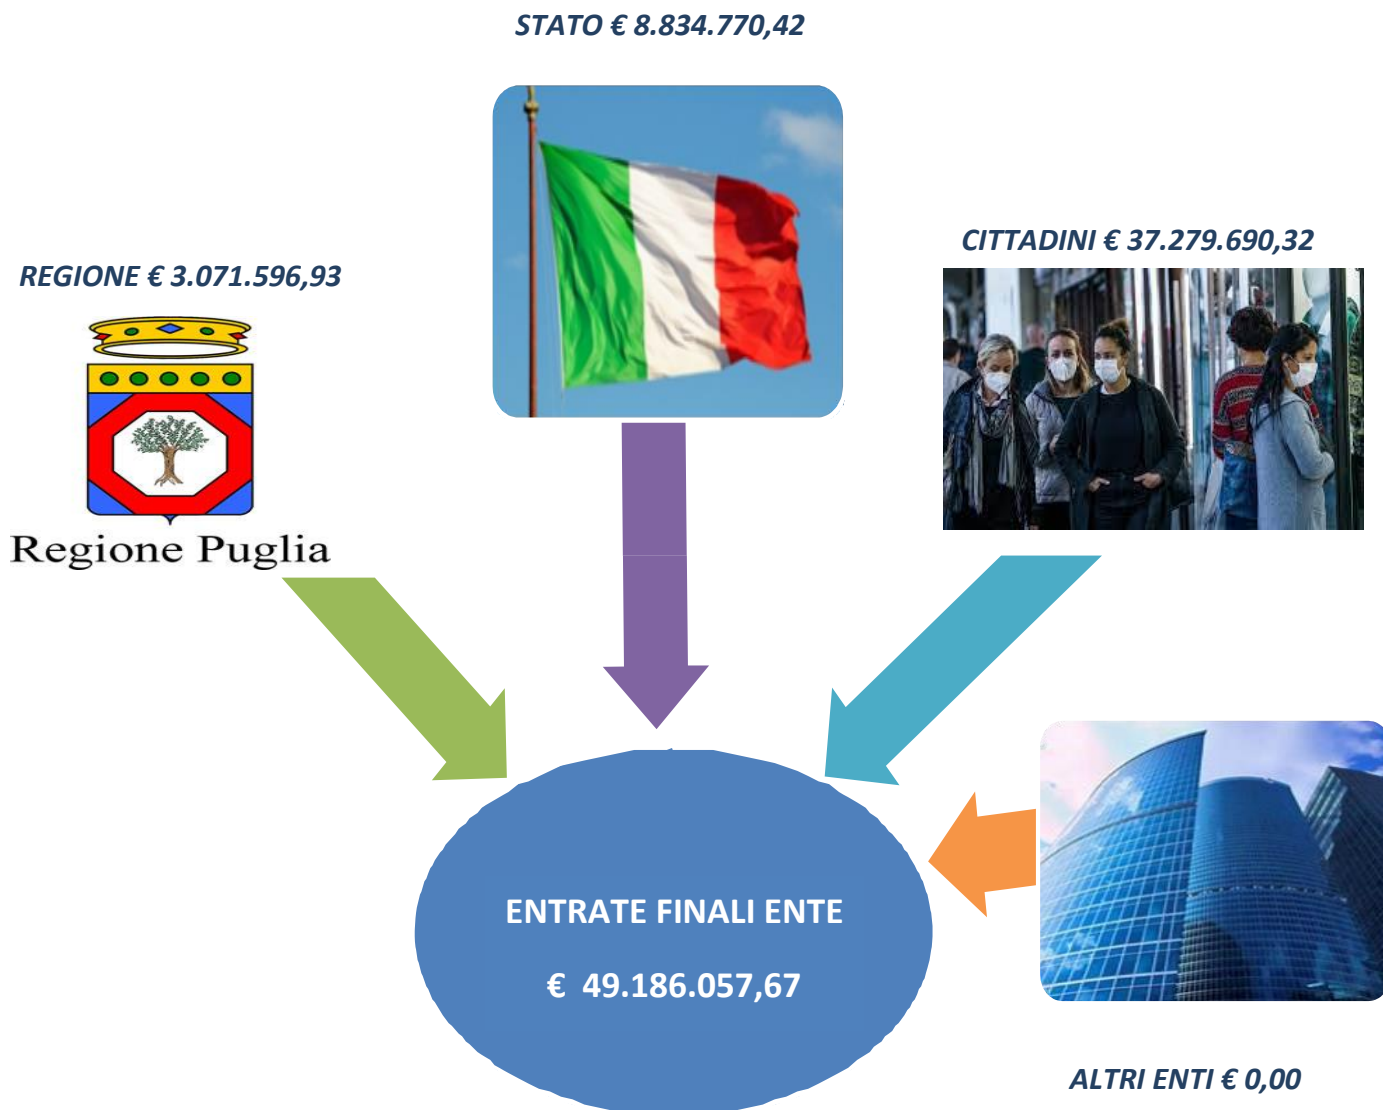 STATO € 8.834.770,42
CITTADINI € 37.279.690,32
REGIONE € 3.071.596,93
Regione Puglia
ENTRATE FINALI ENTE
€ 49.186.057,67
ALTRI ENTI € 0,00